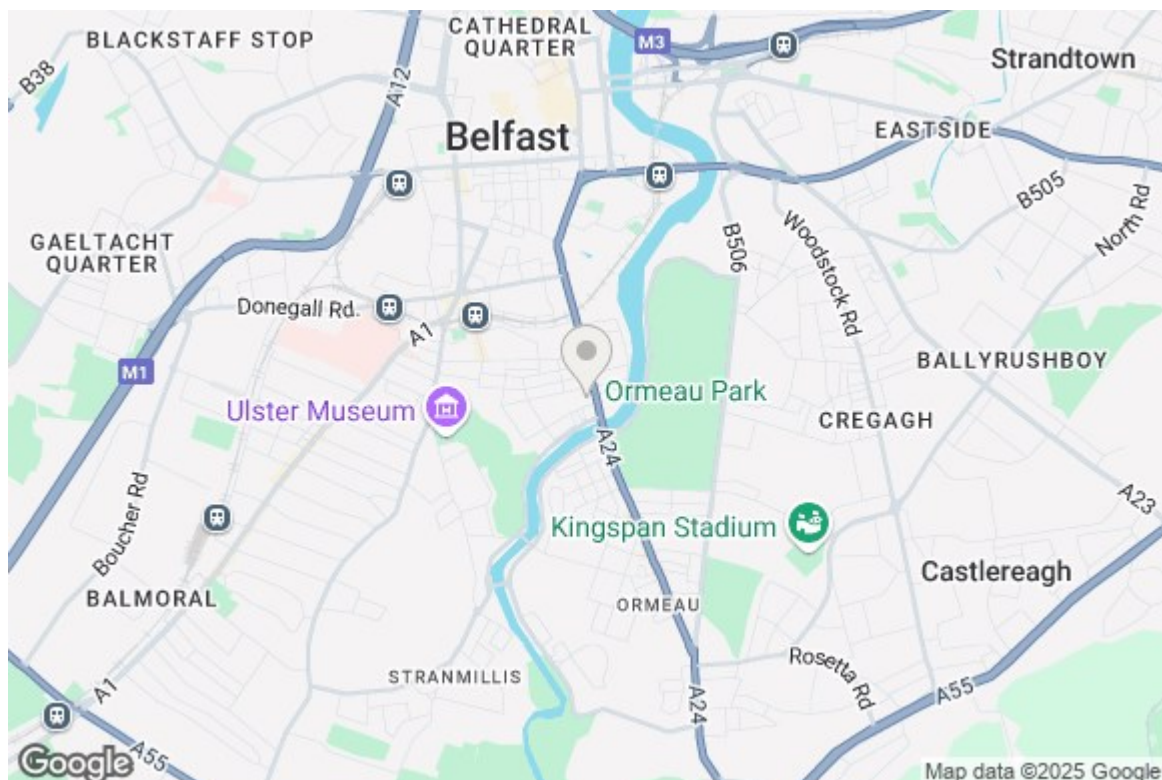 BLACKSTAFF STOP
CATHEDRAL
QUARTER
M3
Strandtown
B38
A12
Belfast
EASTSIDE
B505
North Rd
GAELTACHT
QUARTER
B506
Woodstock Rd
Donegall Rd.
A1
M1
BALLYRUSHBOY
Ormeau Park
Ulster Museum
CREGAGH
A24
A23
Boucher Rd
Kingspan Stadium
Castlereagh
BALMORAL
ORMEAU
STRANMILLIS
Rosetta Rd
A1
A24
A55
A55
Google
Map data ©2025 Google